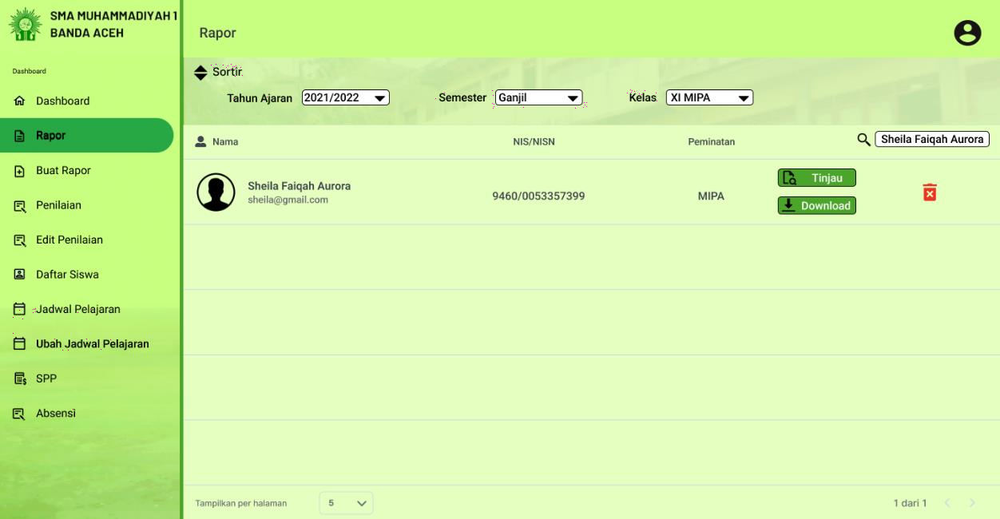 SMA MUHAMMADIYAH 1
BANDA ACEH
Rapor
Dashboard
Dashboard
Rapor
Buat Rapor
Penilaian
Edit Penilaian
Daftar Siswa
Jadwal Pelajaran
Ubah Jadwal Pelajaran
SPP
Absensi
Sortir
Tahun Ajaran 2021/2022 Semester Ganjil Kelas XI MIPA
Nama NIS/NISN Peminatan Sheila Faiqah Aurora
Sheila Faiqah Aurora
sheila@gmail.com
9460/0053357399 MIPA
Tinjau
Download
Tampilkan per halaman 5 1 dari 1